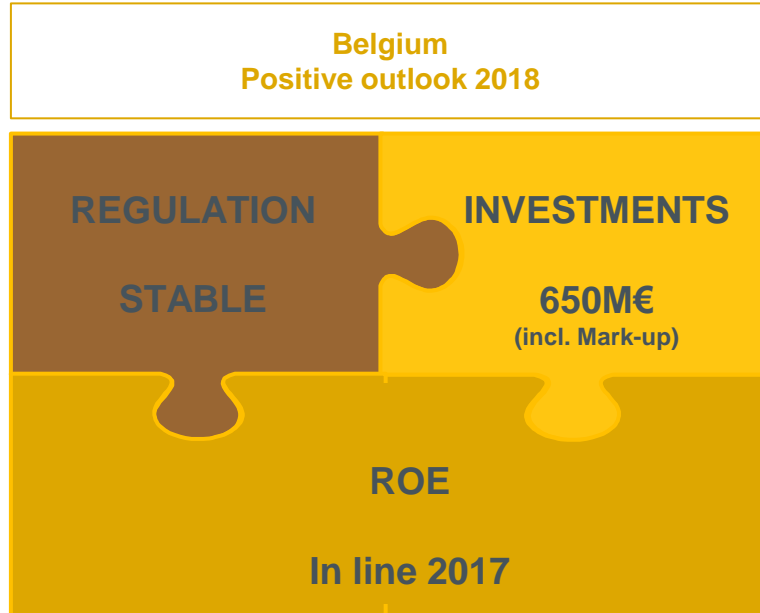 Belgium
Positive outlook 2018
REGULATION
STABLE
INVESTMENTS
650M€
(incl. Mark-up)
ROE
In line 2017